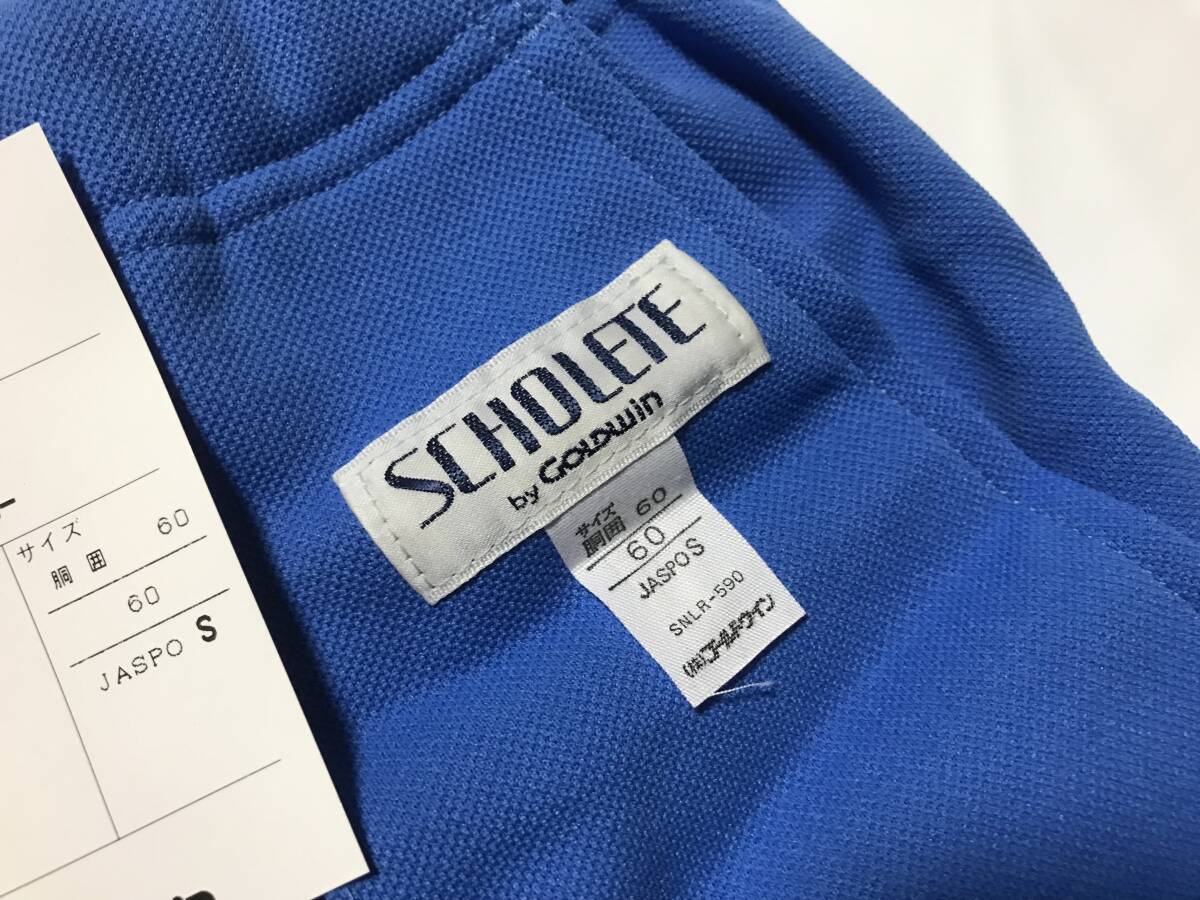 SCHOLETE
by GOLDWIN
サイズ
胴囲 60
60
JASPO S
SNLR-590
(株)ゴールドウイン
サイズ
胴囲 60
60
JASPO S